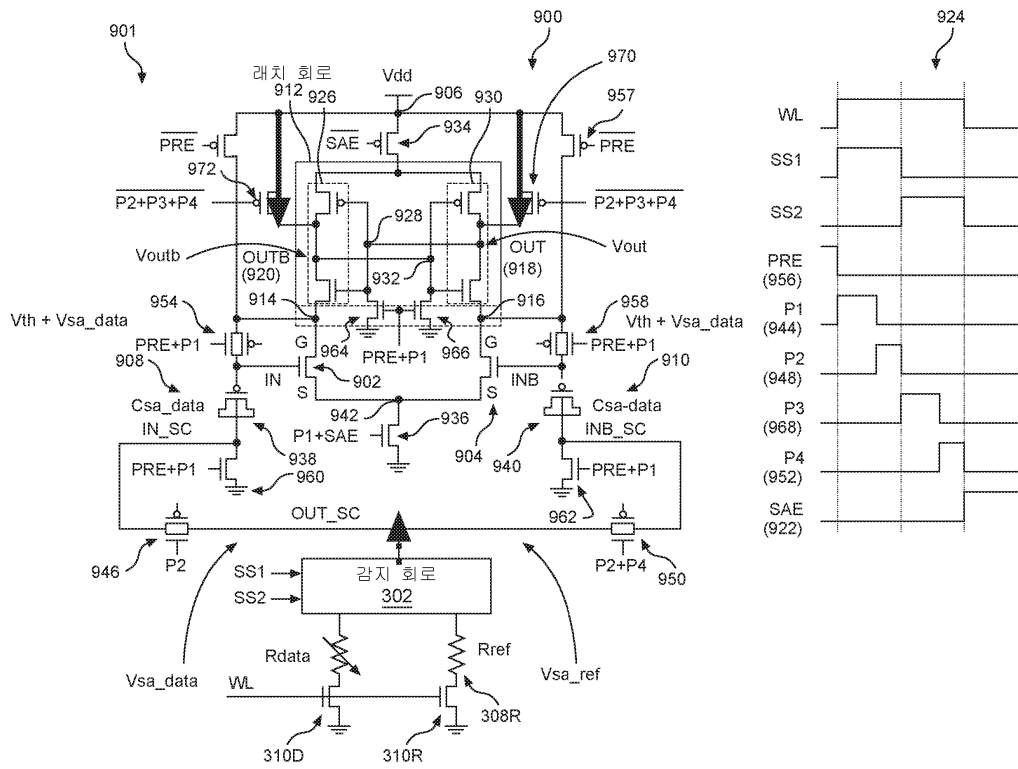 901
900
924
래치 회로
912
926
Vdd
906
930
970
957
934
SAE
PRE
PRE
972
P2+P3+P4
P2+P3+P4
928
Voutb
OUTB
(920)
932
OUT
(918)
Vout
954
914
916
958
Vth + Vsa_data
Vth + Vsa_data
PRE+P1
964
PRE+P1
966
PRE+P1
908
G
G
910
IN
902
INB
S
S
Csa_data
942
936
Csa-data
IN_SC
P1+SAE
904
INB_SC
938
940
PRE+P1
960
PRE+P1
962
OUT_SC
946
P2
P2+P4
950
SS1
SS2
감지 회로
302
Rdata
Rref
Vsa_data
Vsa_ref
WL
308R
310D
310R
WL
SS1
SS2
PRE
(956)
P1
(944)
P2
(948)
P3
(968)
P4
(952)
SAE
(922)